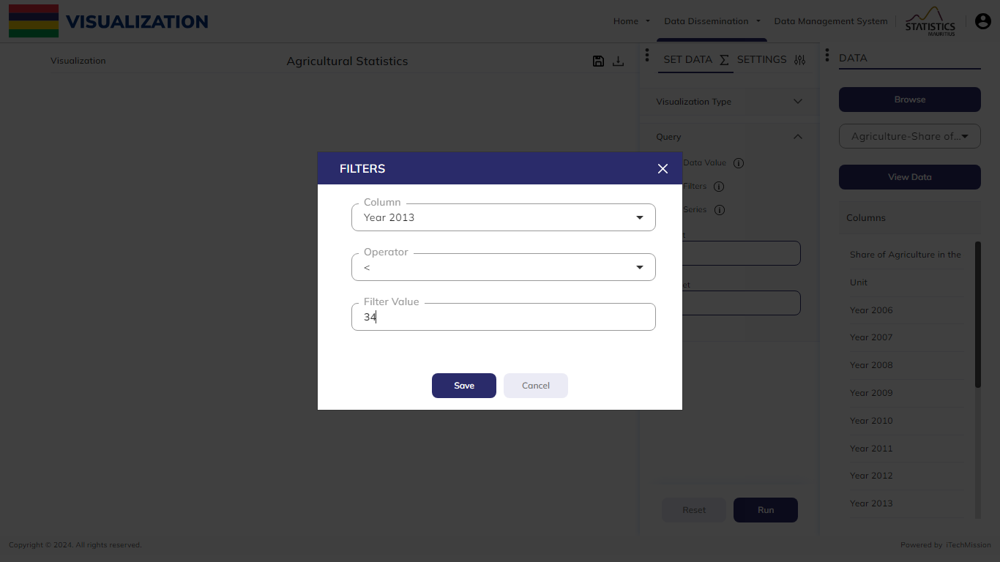 VISUALIZATION
Home
Data Dissemination
Data Management System
STATISTICS
MAURITIUS
Visualization
Agricultural Statistics
SET DATA
SETTINGS
DATA
Visualization Type
Browse
Query
Agriculture-Share of...
Data Value
Filters
Series
View Data
Columns
Share of Agriculture in the
Unit
Year 2006
Year 2007
Year 2008
Year 2009
Year 2010
Year 2011
Year 2012
Year 2013
FILTERS
Column
Year 2013
Operator
<
Filter Value
34
Save
Cancel
Reset
Run
Copyright © 2024. All rights reserved.
Powered by iTechMission